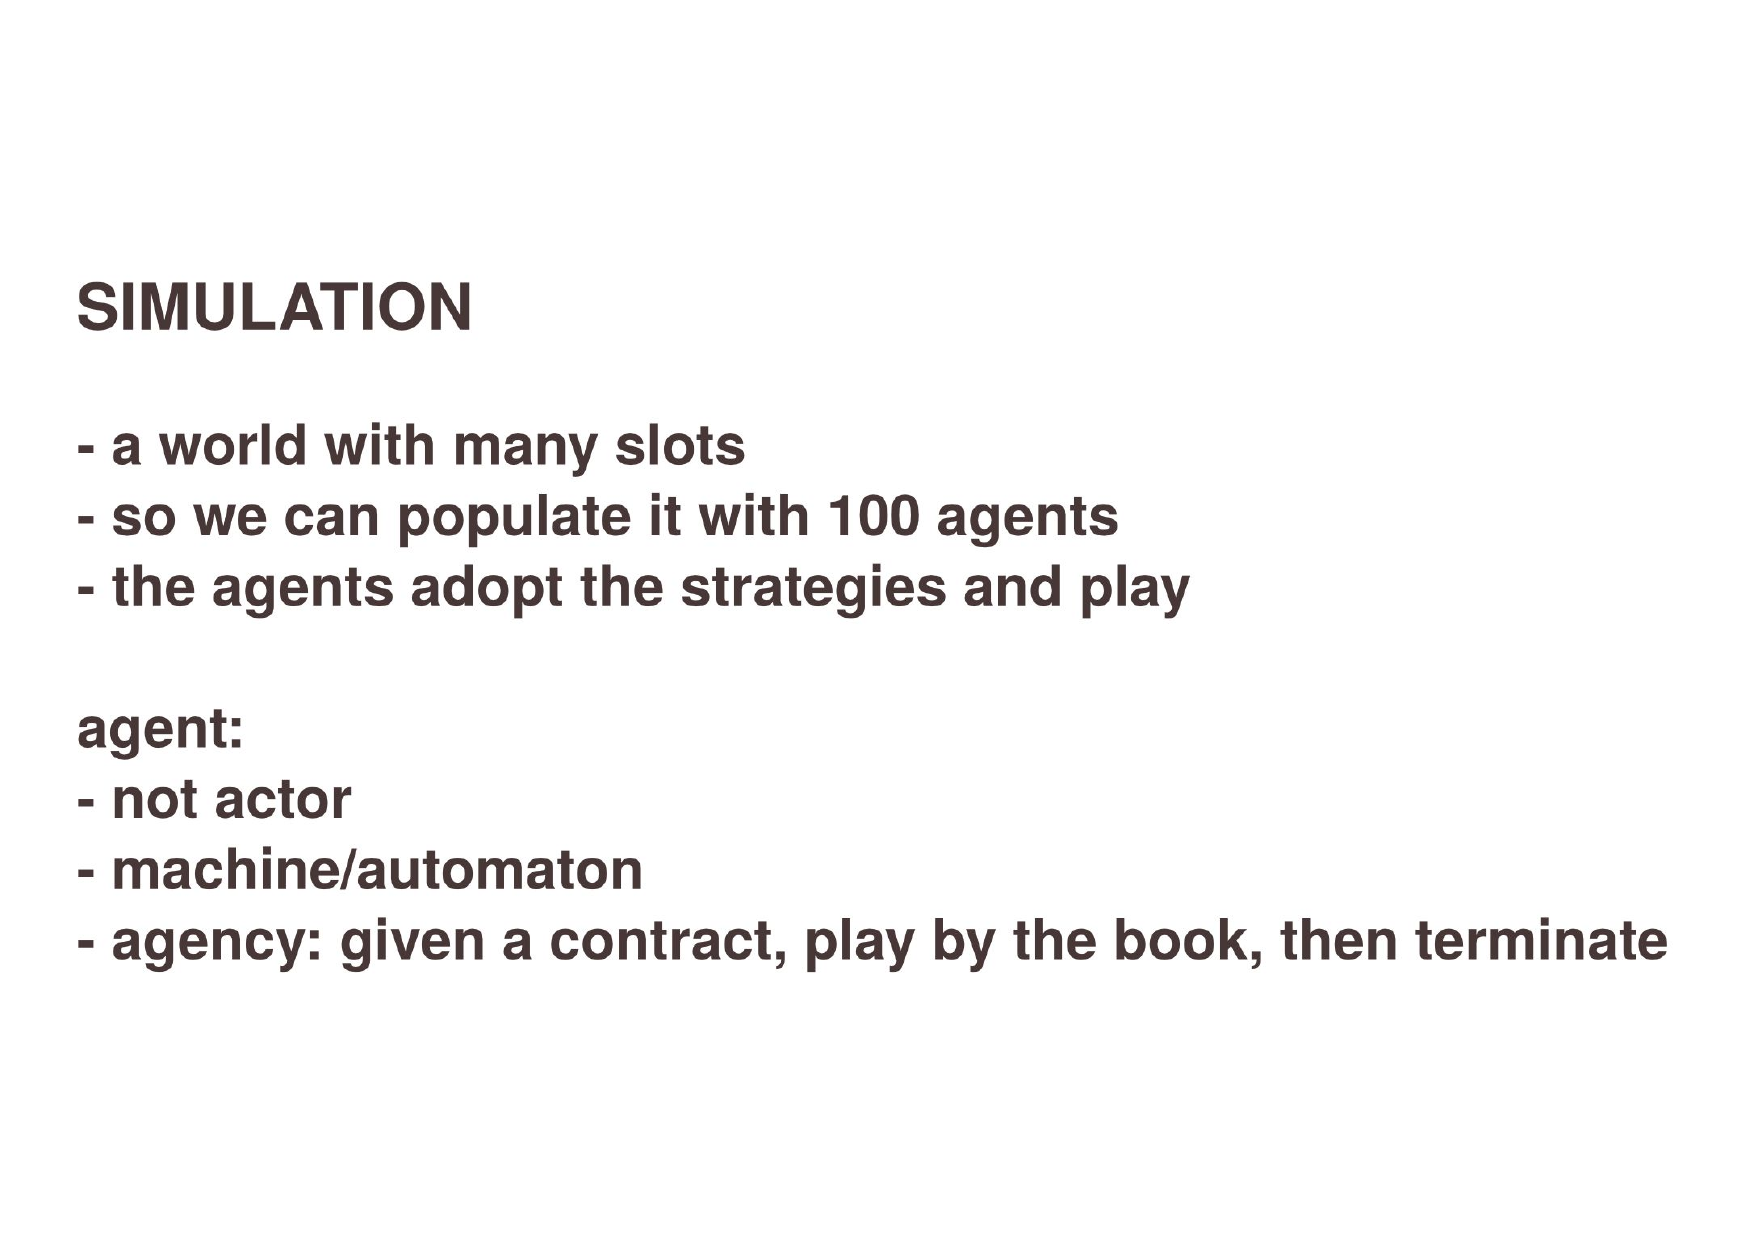 SIMULATION
- a world with many slots
- so we can populate it with 100 agents
- the agents adopt the strategies and play
agent:
- not actor
- machine/automaton
- agency: given a contract, play by the book, then terminate